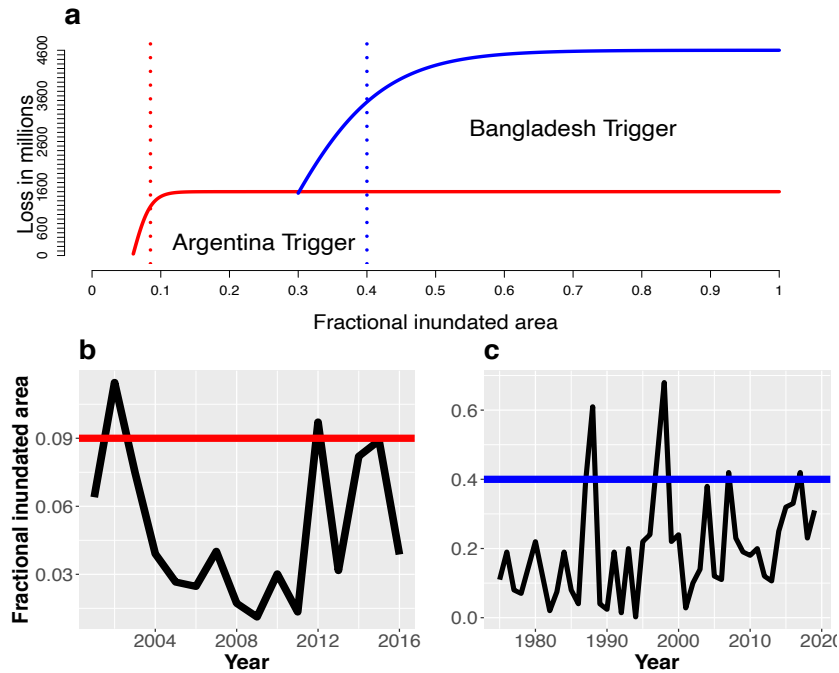 a
Loss in millions
0 600 1600 2600 3600 4600
Bangladesh Trigger
Argentina Trigger
0 0.1 0.2 0.3 0.4 0.5 0.6 0.7 0.8 0.9 1
Fractional inundated area
b
Fractional inundated area
0.09
0.06
0.03
2004 2008 2012 2016
Year
c
0.6
0.4
0.2
0.0
1980 1990 2000 2010 2020
Year